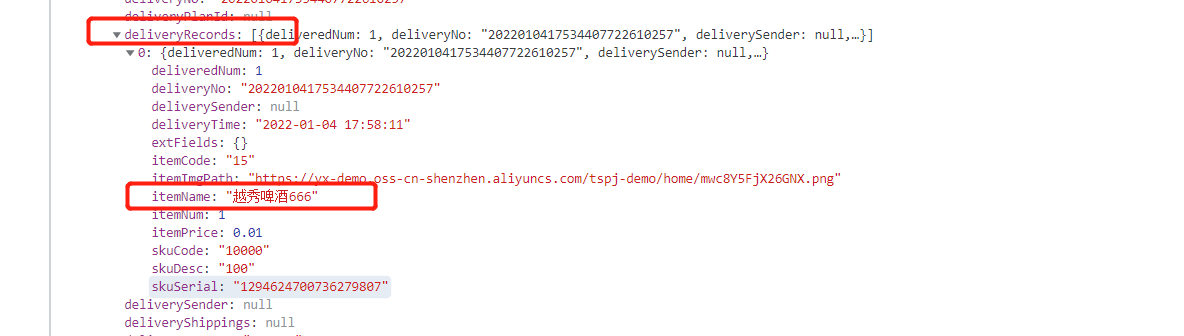 deliveryPlanId: null
deliveryRecords: [{deliveredNum: 1, deliveryNo: "2022010417534407722610257", deliverySender: null,…}]
0: {deliveredNum: 1, deliveryNo: "2022010417534407722610257", deliverySender: null,…}
deliveredNum: 1
deliveryNo: "2022010417534407722610257"
deliverySender: null
deliveryTime: "2022-01-04 17:58:11"
extFields: {}
itemCode: "15"
itemImgPath: "https://yx-demo.oss-cn-shenzhen.aliyuncs.com/tspj-demo/home/mwc8Y5FjX26GNX.png"
itemName: "越秀啤酒666"
itemNum: 1
itemPrice: 0.01
skuCode: "10000"
skuDesc: "100"
skuSerial: "1294624700736279807"
deliverySender: null
deliveryShippings: null